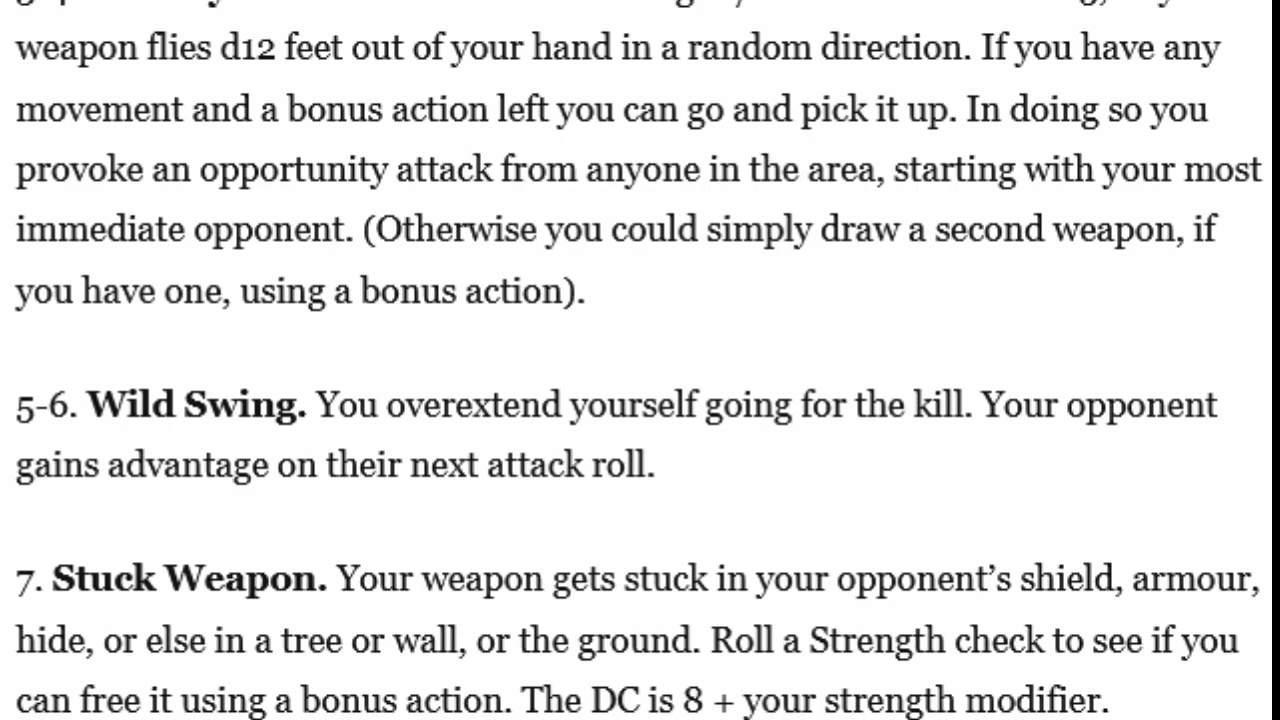 weapon flies d12 feet out of your hand in a random direction. If you have any
movement and a bonus action left you can go and pick it up. In doing so you
provoke an opportunity attack from anyone in the area, starting with your most
immediate opponent. (Otherwise you could simply draw a second weapon, if
you have one, using a bonus action).
5-6. Wild Swing. You overextend yourself going for the kill. Your opponent
gains advantage on their next attack roll.
7. Stuck Weapon. Your weapon gets stuck in your opponent’s shield, armour,
hide, or else in a tree or wall, or the ground. Roll a Strength check to see if you
can free it using a bonus action. The DC is 8 + your strength modifier.